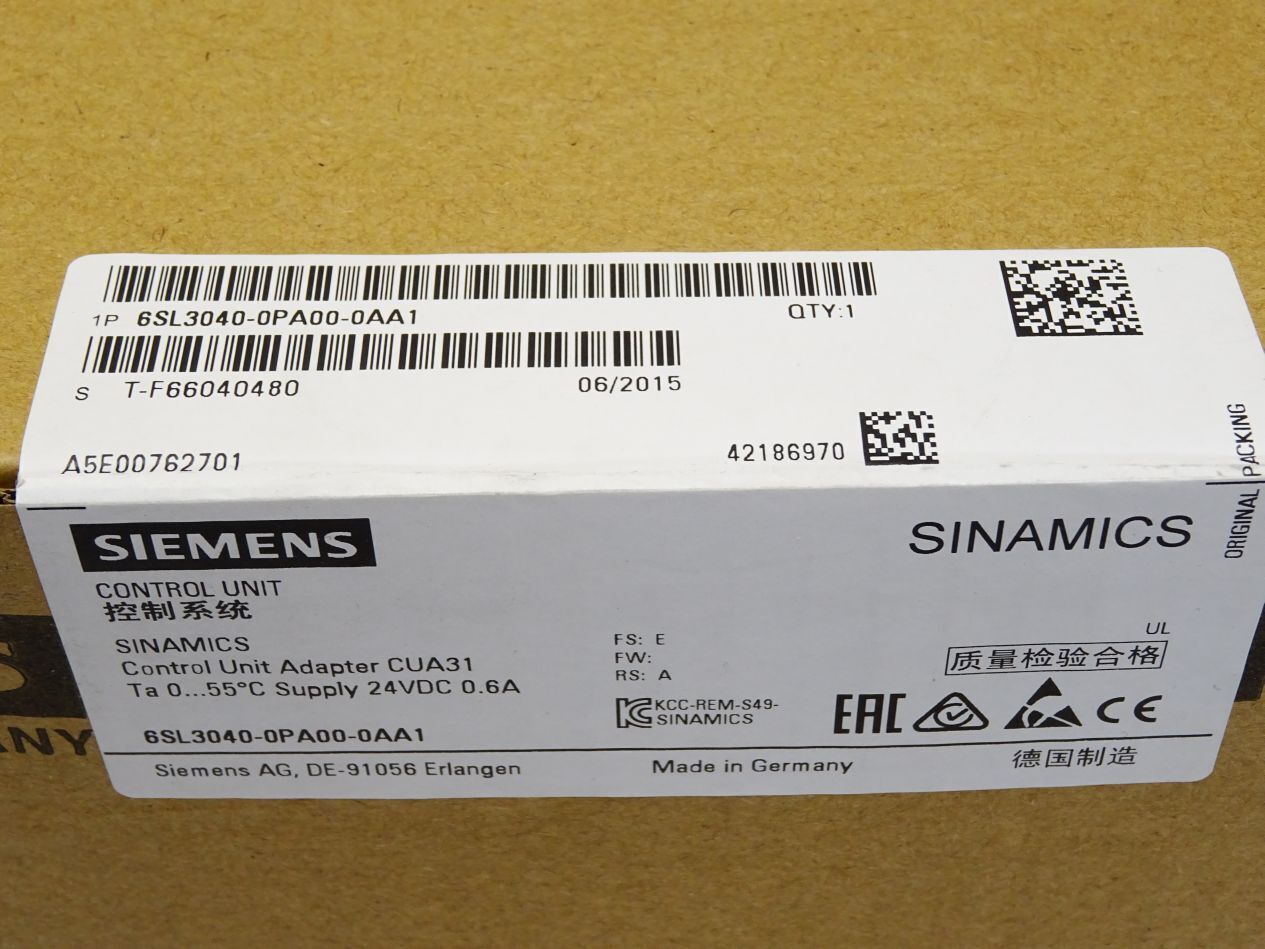 1P 6SL3040-0PA00-0AA1 QTY:1
S T-F66040480 06/2015
A5E00762701 42186970
ORIGINAL PACKING
SIEMENS SINAMICS
CONTROL UNIT
控制系统
SINAMICS
Control Unit Adapter CUA31
Ta 0...55°C Supply 24VDC 0.6A
6SL3040-0PA00-0AA1
FS: E
FW:
RS: A
KCC-REM-S49-
SINAMICS
UL
质量检验合格
EAC CE
Siemens AG, DE-91056 Erlangen Made in Germany 德国制造
S
ANY